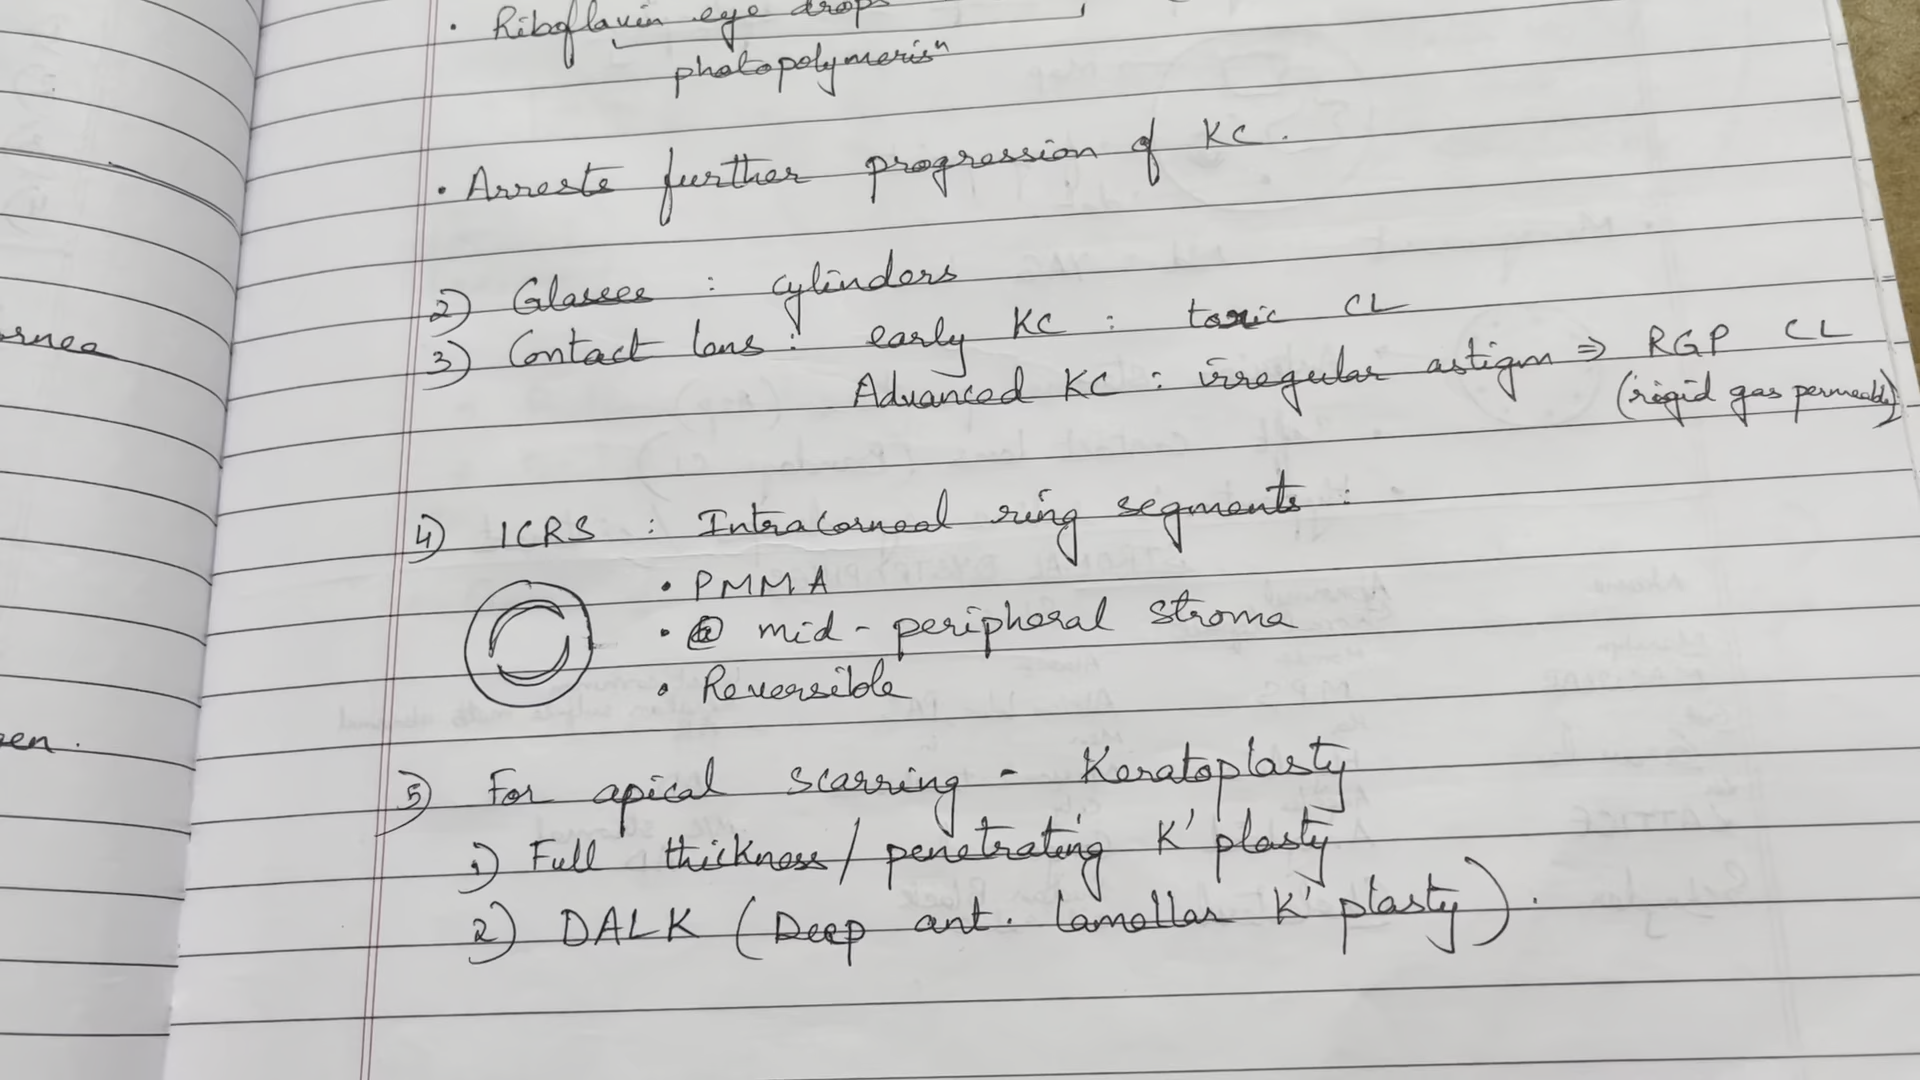 • Riboflavin eye drops
photopolymerisⁿ
• Arrests further progression of KC.
2) Glasses : cylinders
3) Contact lens : early KC : toric CL
Advanced KC : irregular astigm ⇒ RGP CL
(rigid gas permeable)
4) ICRS : Intracorneal ring segments :
• PMMA
• @ mid-peripheral stroma
• Reversible
5) For apical scarring - Keratoplasty
1) Full thickness / penetrating K'plasty
2) DALK (Deep ant. lamellar K'plasty).